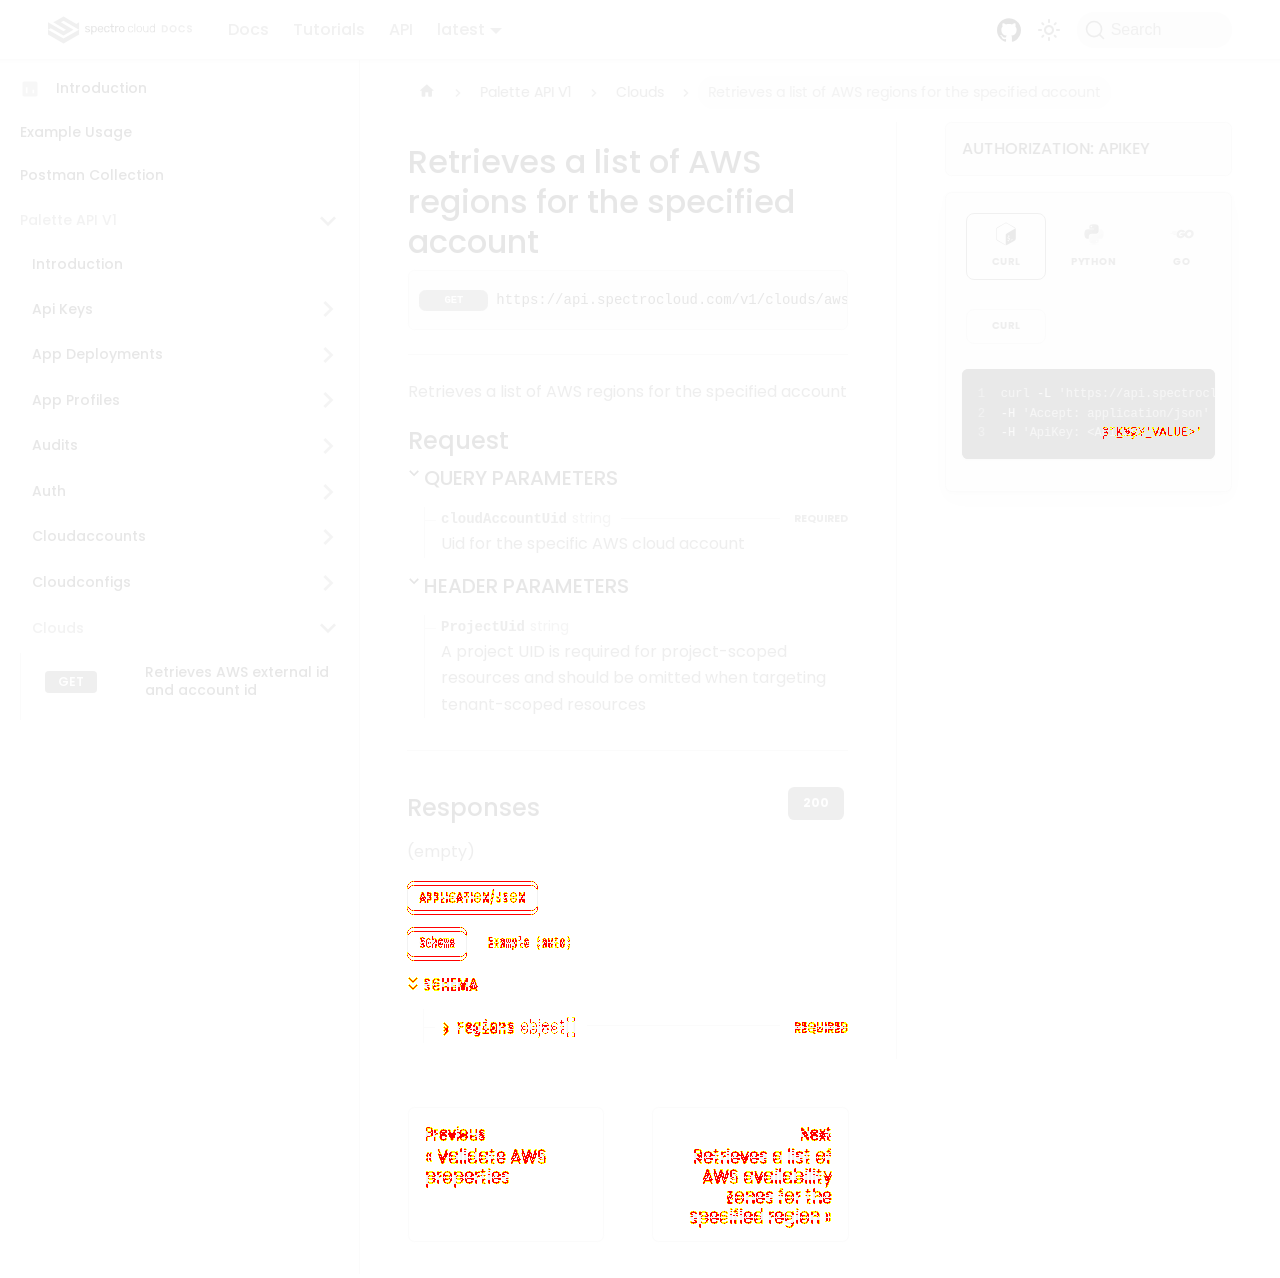 spectro cloud DOCS
Docs
Tutorials
API
latest
Search
Introduction
Example Usage
Postman Collection
Palette API V1
Introduction
Api Keys
App Deployments
App Profiles
Audits
Auth
Cloudaccounts
Cloudconfigs
Clouds
GET
Retrieves AWS external id
and account id
Palette API V1
Clouds
Retrieves a list of AWS regions for the specified account
Retrieves a list of AWS
regions for the specified
account
GET https://api.spectrocloud.com/v1/clouds/aws
Retrieves a list of AWS regions for the specified account
Request
QUERY PARAMETERS
cloudAccountUid string REQUIRED
Uid for the specific AWS cloud account
HEADER PARAMETERS
ProjectUid string
A project UID is required for project-scoped
resources and should be omitted when targeting
tenant-scoped resources
Responses
200
(empty)
APPLICATION/JSON
Schema
Example (auto)
SCHEMA
regions object[] REQUIRED
Previous
« Validate AWS
properties
Next
Retrieves a list of
AWS availability
zones for the
specified region »
AUTHORIZATION: APIKEY
CURL
PYTHON
GO
GO
CURL
1 curl -L 'https://api.spectrocl
2 -H 'Accept: application/json'
3 -H 'ApiKey: VALUE>'